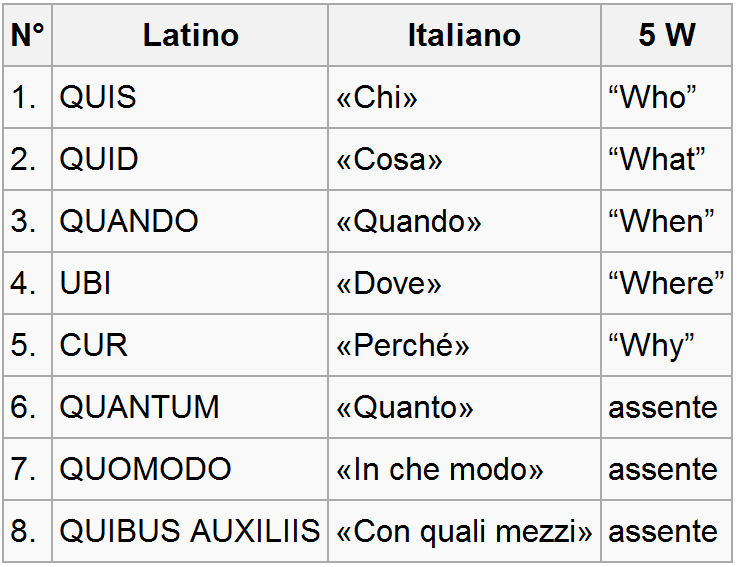 N° Latino Italiano 5 W
1. QUIS «Chi» “Who”
2. QUID «Cosa» “What”
3. QUANDO «Quando» “When”
4. UBI «Dove» “Where”
5. CUR «Perché» “Why”
6. QUANTUM «Quanto» assente
7. QUOMODO «In che modo» assente
8. QUIBUS AUXILIIS «Con quali mezzi» assente